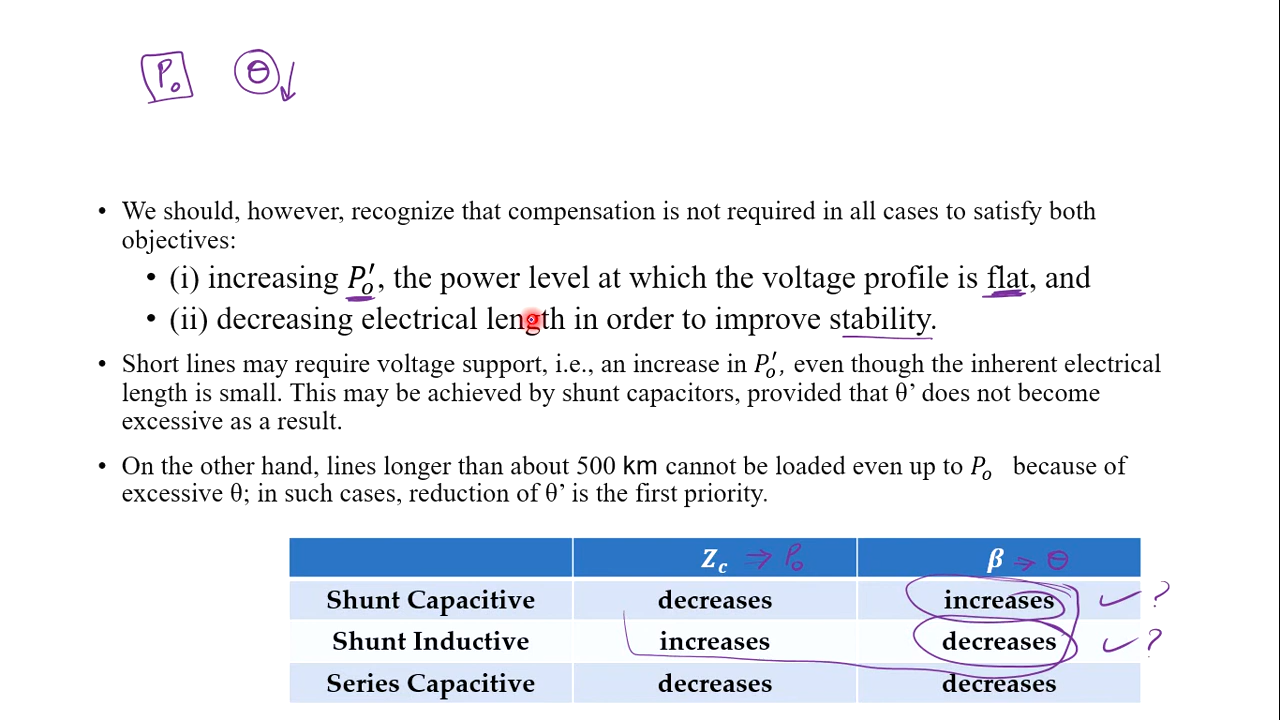 P₀ θ↓
• We should, however, recognize that compensation is not required in all cases to satisfy both
objectives:
• (i) increasing P₀′, the power level at which the voltage profile is flat, and
• (ii) decreasing electrical length in order to improve stability.
• Short lines may require voltage support, i.e., an increase in P₀′, even though the inherent electrical
length is small. This may be achieved by shunt capacitors, provided that θ’ does not become
excessive as a result.
• On the other hand, lines longer than about 500 km cannot be loaded even up to P₀ because of
excessive θ; in such cases, reduction of θ’ is the first priority.
Z_c ⇒ P₀ β ⇒ θ
Shunt Capacitive decreases increases ✓?
Shunt Inductive increases decreases ✓?
Series Capacitive decreases decreases